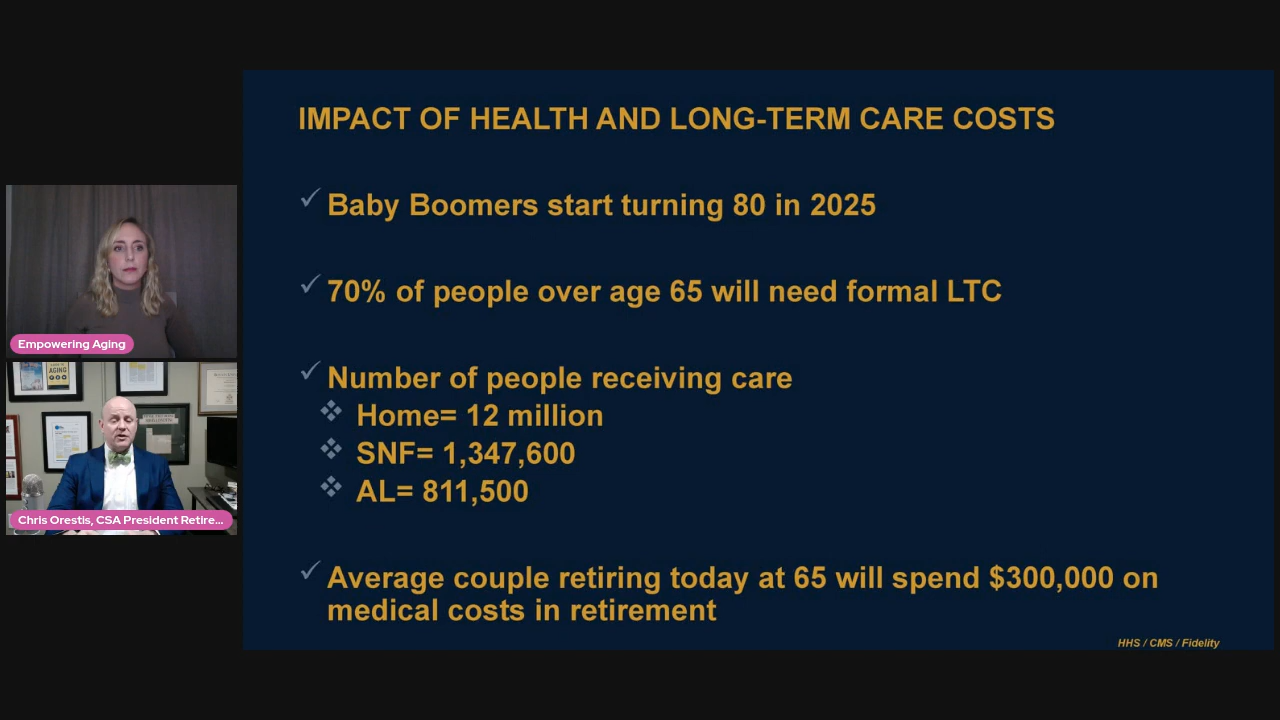 IMPACT OF HEALTH AND LONG-TERM CARE COSTS
Baby Boomers start turning 80 in 2025
70% of people over age 65 will need formal LTC
Number of people receiving care
Home= 12 million
SNF= 1,347,600
AL= 811,500
Average couple retiring today at 65 will spend $300,000 on
medical costs in retirement
HHS / CMS / Fidelity
Empowering Aging
AGING
Chris Orestis, CSA President Retire...